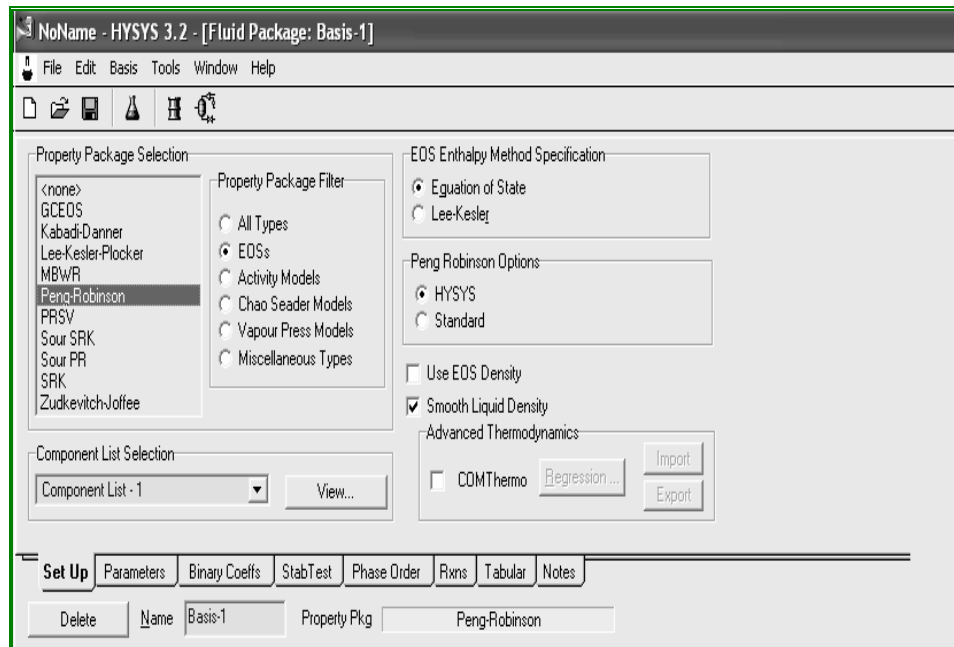 NoName - HYSYS 3.2 - [Fluid Package: Basis-1]
File Edit Basis Tools Window Help
Property Package Selection
<none>
GCEOS
Kabadi-Danner
Lee-Kesler-Plocker
MBWR
Peng-Robinson
PRSV
Sour SRK
Sour PR
SRK
Zudkevitch-Joffee
Property Package Filter
All Types
EOSs
Activity Models
Chao Seader Models
Vapour Press Models
Miscellaneous Types
Component List Selection
Component List - 1
View...
EOS Enthalpy Method Specification
Equation of State
Lee-Kesler
Peng Robinson Options
HYSYS
Standard
Use EOS Density
Smooth Liquid Density
Advanced Thermodynamics
COMThermo
Regression ...
Import
Export
Set Up Parameters Binary Coeffs StabTest Phase Order Rxns Tabular Notes
Delete Name Basis-1 Property Pkg Peng-Robinson